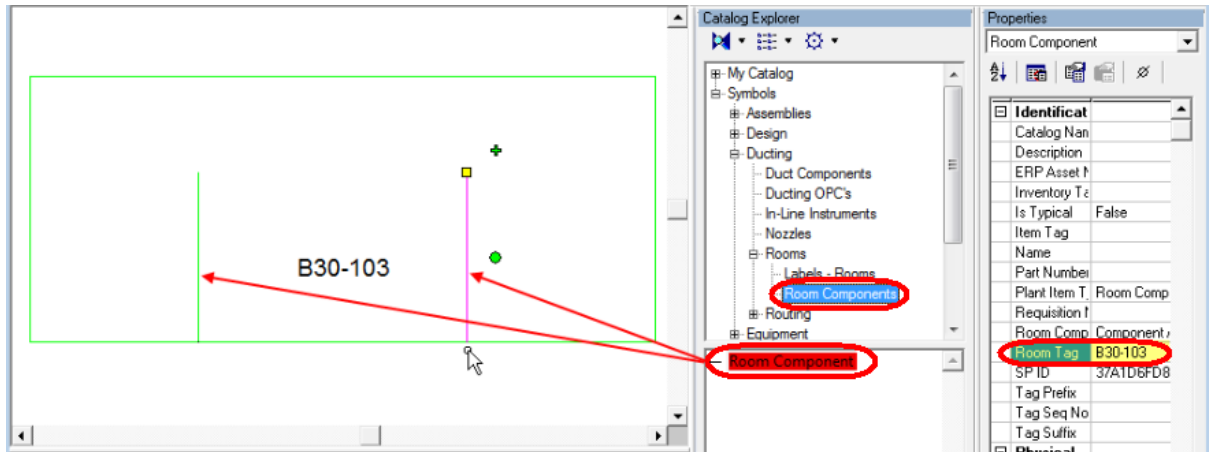 B30-103
Catalog Explorer
My Catalog
Symbols
Assemblies
Design
Ducting
Duct Components
Ducting OPC's
In-Line Instruments
Nozzles
Rooms
Labels - Rooms
Room Components
Routing
Equipment
Room Component
Properties
Room Component
Identificat
Catalog Nan
Description
ERP Asset N
Inventory Ta
Is Typical False
Item Tag
Name
Part Number
Plant Item T Room Comp
Requisition N
Room Comp Component
Room Tag B30-103
SP ID 37A1D6FD8
Tag Prefix
Tag Seq No
Tag Suffix
Physical